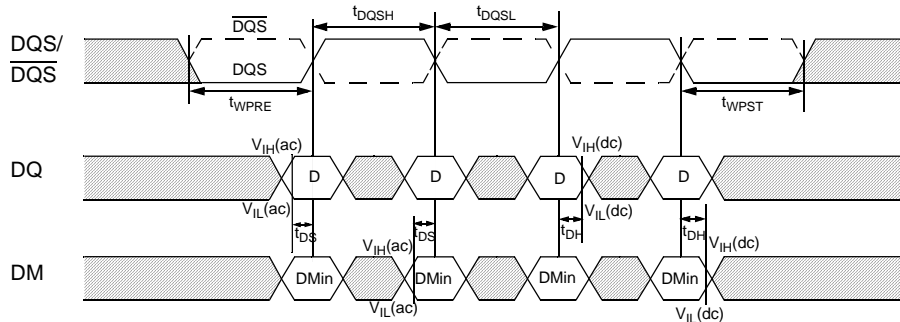 tDQSH tDQSL
DQS
DQS/
DQS
DQS
tWPRE tWPST
VIH(ac) VIH(dc)
DQ D D D D
VIL(ac) VIL(dc)
tDS tDS tDH tDH
VIH(ac) VIH(dc)
DM DMin DMin DMin DMin
VIL(ac) VIL(dc)